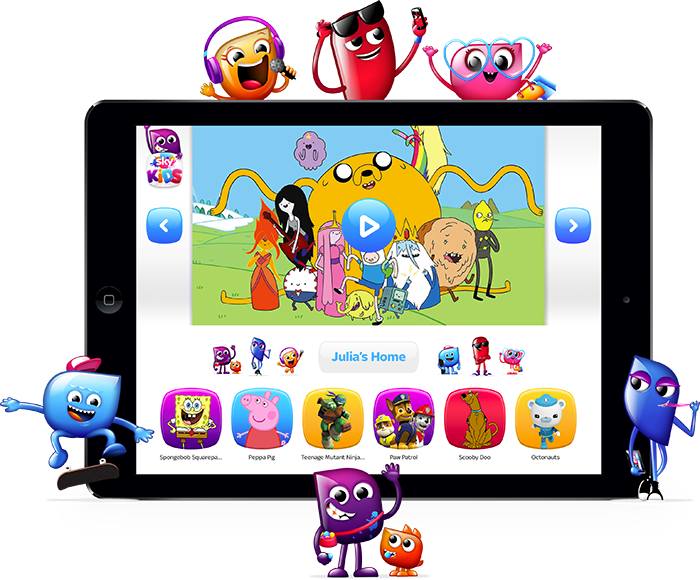 sky
KiDS
Julia's Home
Spongebob Squarepa...
Peppa Pig
Teenage Mutant Ninja...
Paw Patrol
Scooby Doo
Octonauts